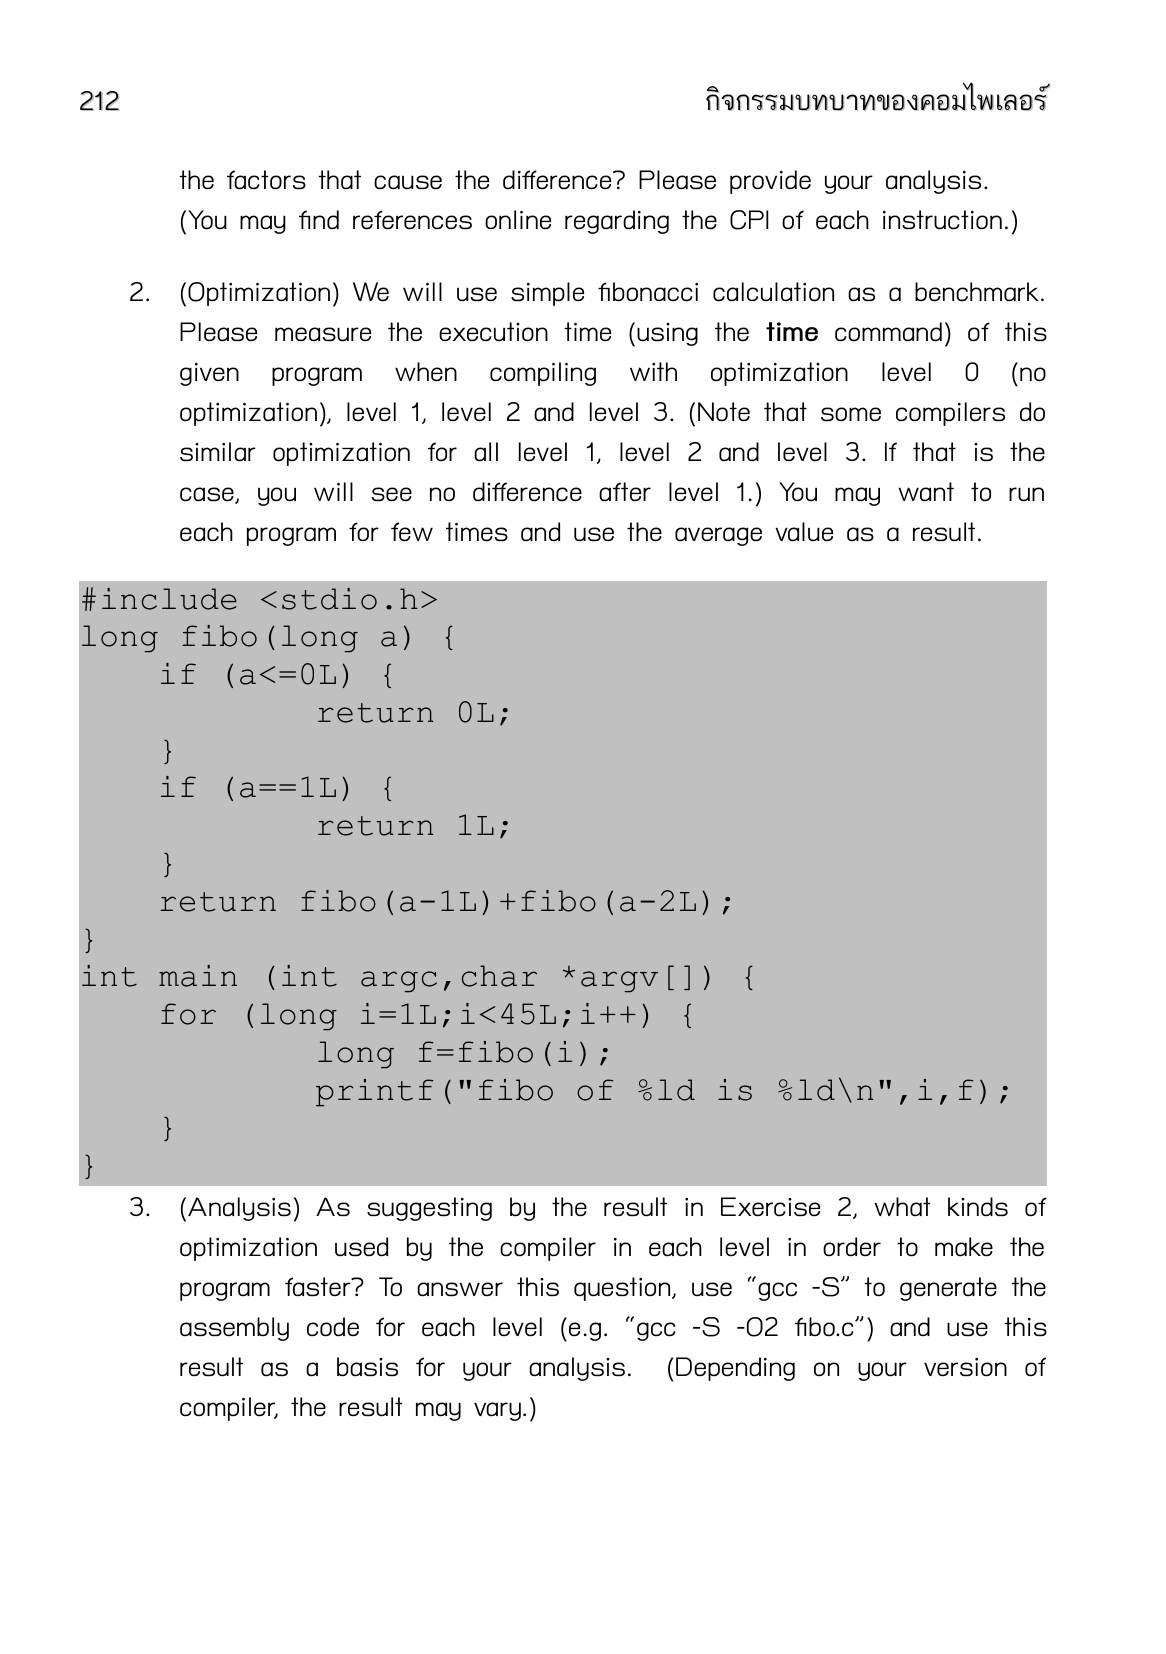 212 กิจกรรมบทบาทของคอมไพเลอร์
the factors that cause the difference? Please provide your analysis.
(You may find references online regarding the CPI of each instruction.)
2. (Optimization) We will use simple fibonacci calculation as a benchmark.
Please measure the execution time (using the time command) of this
given program when compiling with optimization level 0 (no
optimization), level 1, level 2 and level 3. (Note that some compilers do
similar optimization for all level 1, level 2 and level 3. If that is the
case, you will see no difference after level 1.) You may want to run
each program for few times and use the average value as a result.
#include <stdio.h>
long fibo(long a) {
    if (a<=0L) {
            return 0L;
    }
    if (a==1L) {
            return 1L;
    }
    return fibo(a-1L)+fibo(a-2L);
}
int main (int argc,char *argv[]) {
    for (long i=1L;i<45L;i++) {
            long f=fibo(i);
            printf("fibo of %ld is %ld\n",i,f);
    }
}
3. (Analysis) As suggesting by the result in Exercise 2, what kinds of
optimization used by the compiler in each level in order to make the
program faster? To answer this question, use “gcc -S” to generate the
assembly code for each level (e.g. “gcc -S -O2 fibo.c”) and use this
result as a basis for your analysis. (Depending on your version of
compiler, the result may vary.)